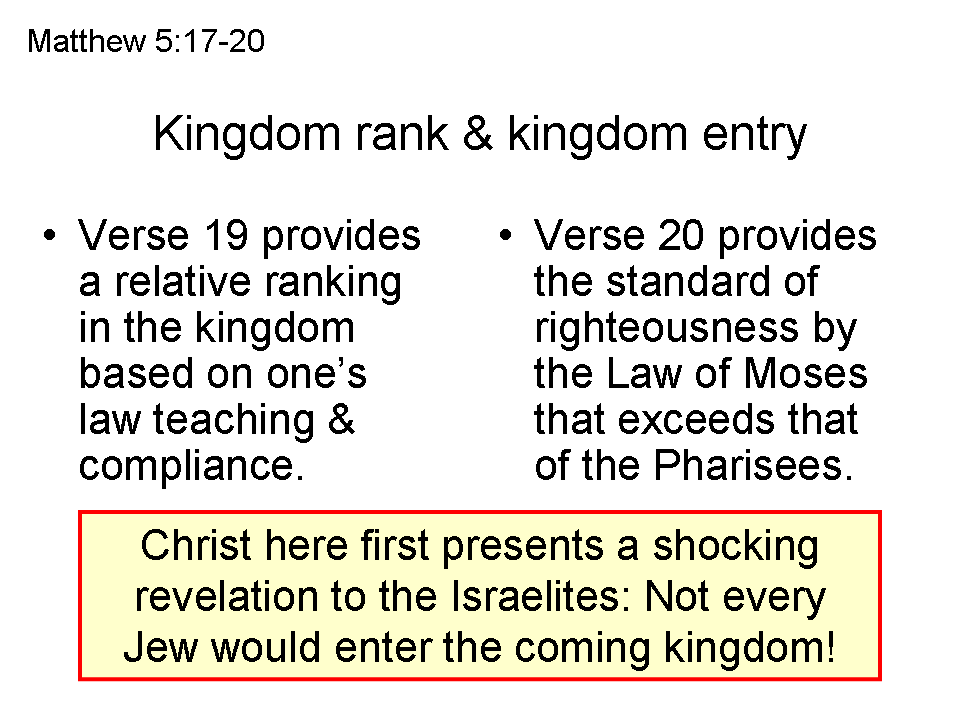 Matthew 5:17-20
Kingdom rank & kingdom entry
• Verse 19 provides
a relative ranking
in the kingdom
based on one’s
law teaching &
compliance.
• Verse 20 provides
the standard of
righteousness by
the Law of Moses
that exceeds that
of the Pharisees.
Christ here first presents a shocking
revelation to the Israelites: Not every
Jew would enter the coming kingdom!